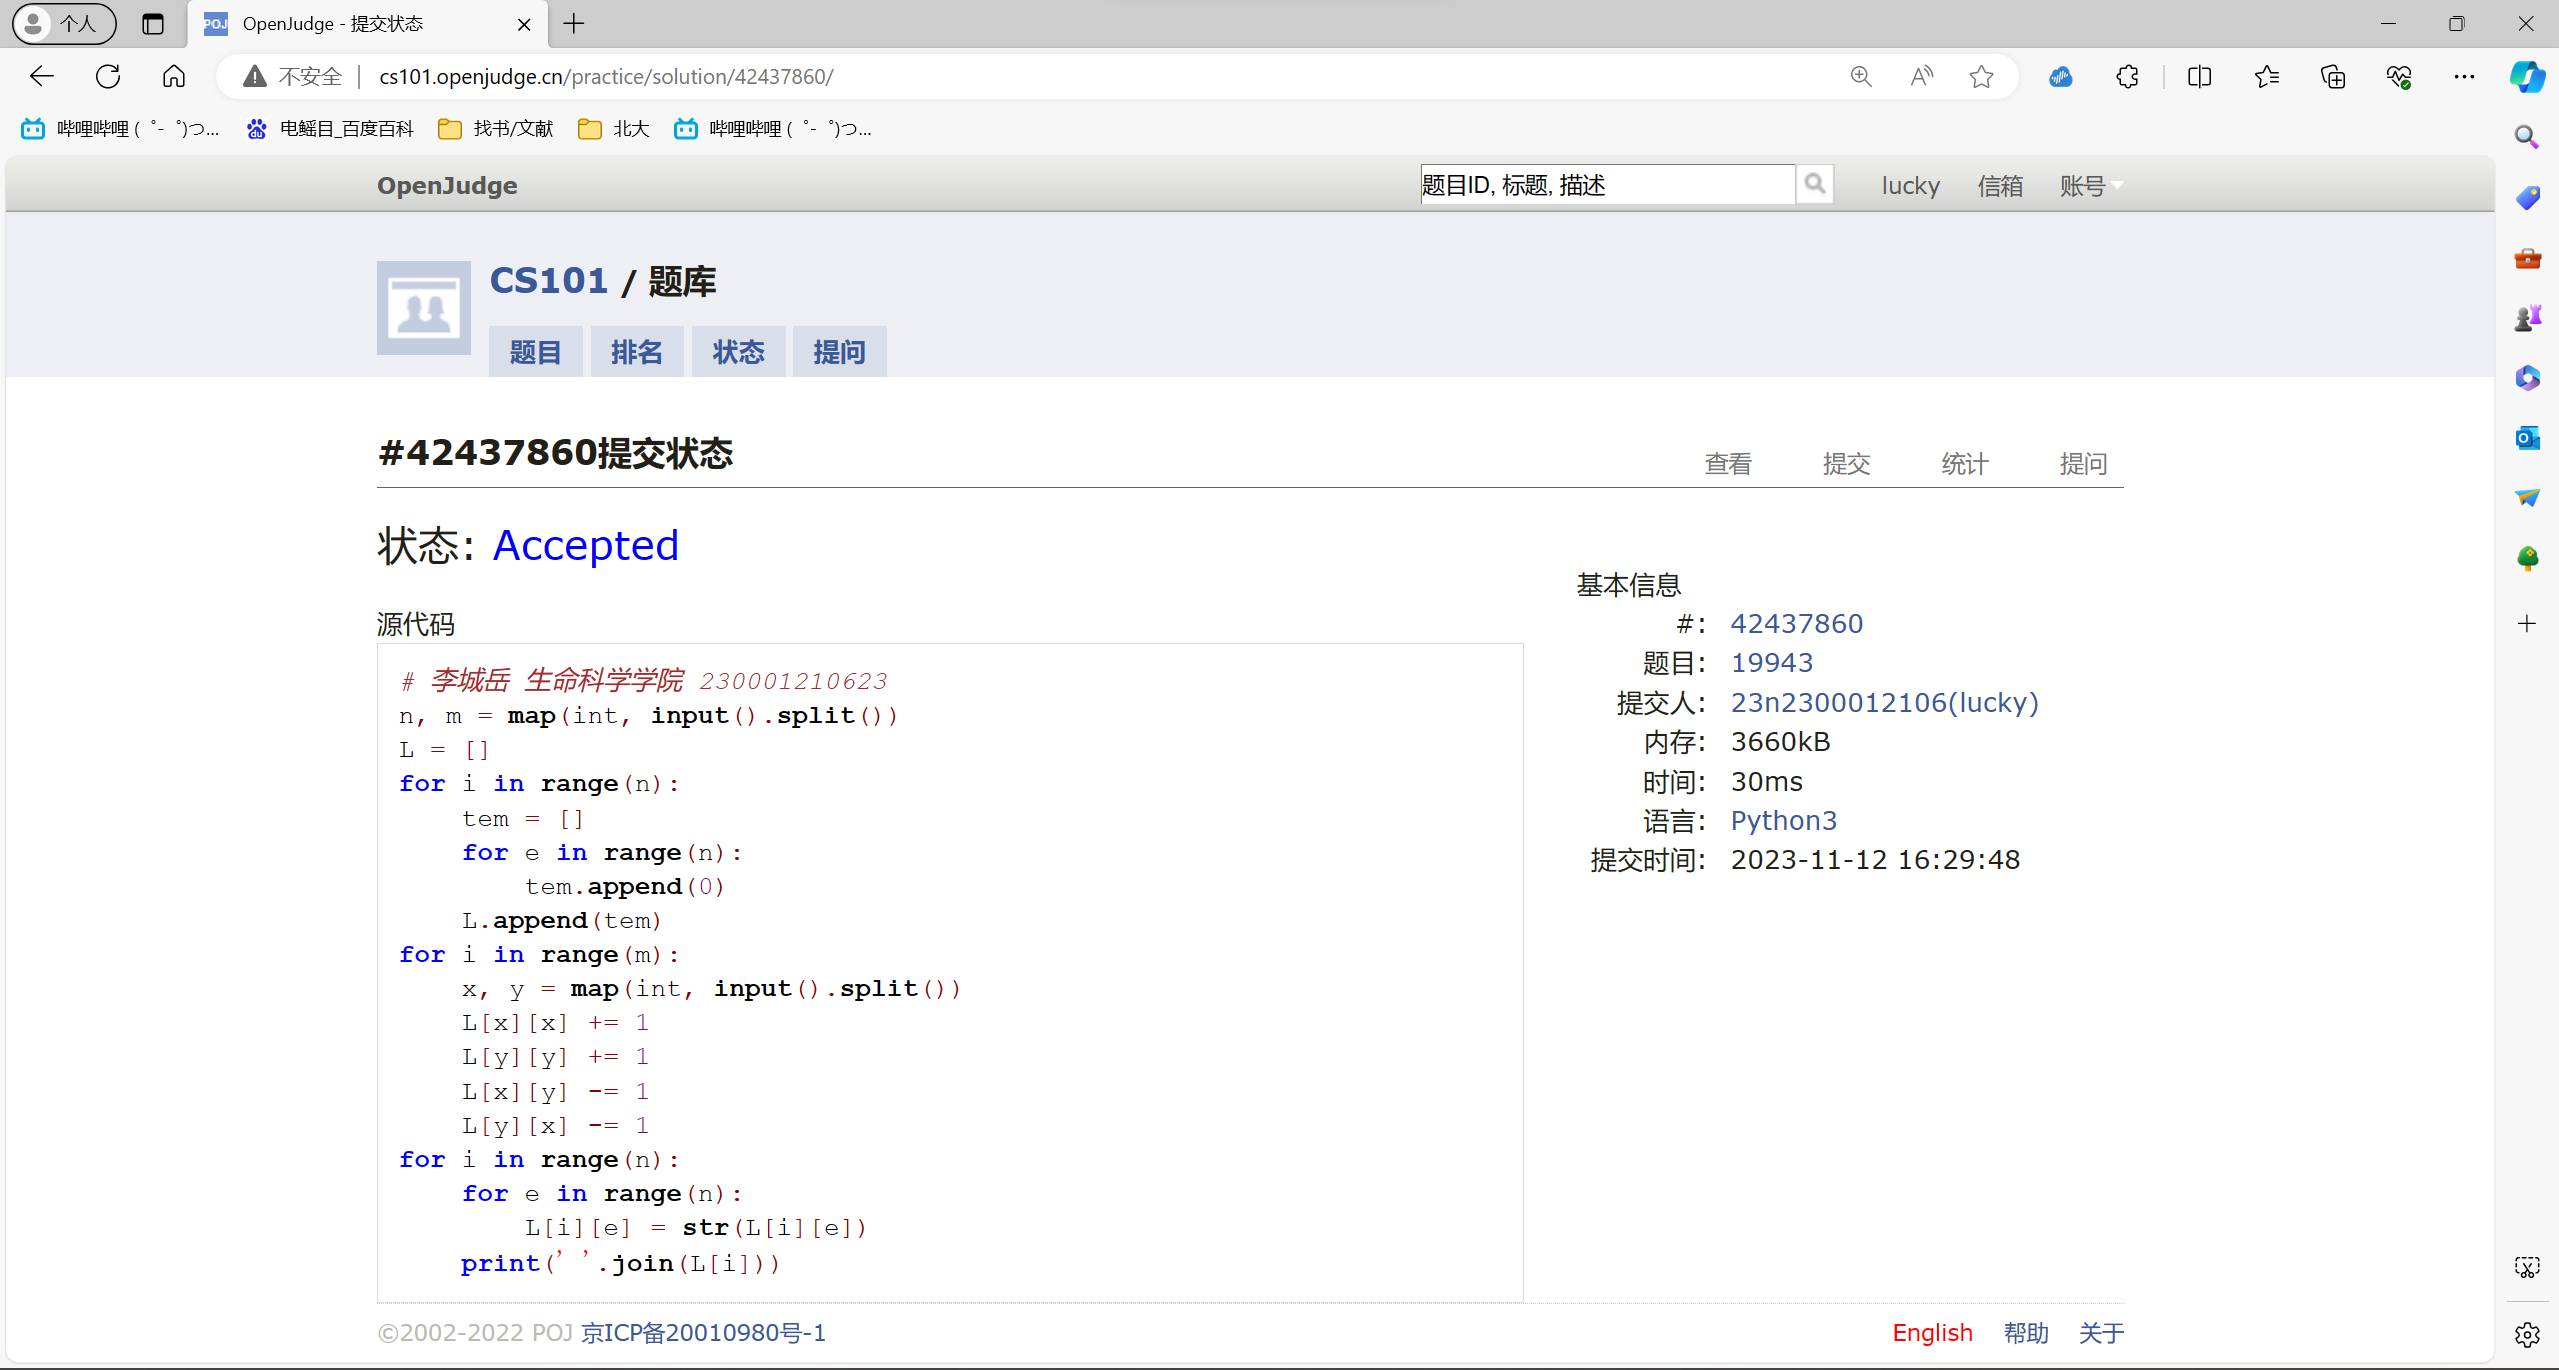 个人
POJ OpenJudge - 提交状态
不安全 cs101.openjudge.cn/practice/solution/42437860/
哔哩哔哩 ( ゜- ゜)つ... 电鳐目_百度百科 找书/文献 北大 哔哩哔哩 ( ゜- ゜)つ...
OpenJudge 题目ID, 标题, 描述 lucky 信箱 账号
CS101 / 题库
题目 排名 状态 提问
#42437860提交状态 查看 提交 统计 提问
状态: Accepted
源代码
# 李城岳 生命科学学院 230001210623
n, m = map(int, input().split())
L = []
for i in range(n):
    tem = []
    for e in range(n):
        tem.append(0)
    L.append(tem)
for i in range(m):
    x, y = map(int, input().split())
    L[x][x] += 1
    L[y][y] += 1
    L[x][y] -= 1
    L[y][x] -= 1
for i in range(n):
    for e in range(n):
        L[i][e] = str(L[i][e])
    print(' '.join(L[i]))
基本信息
#: 42437860
题目: 19943
提交人: 23n2300012106(lucky)
内存: 3660kB
时间: 30ms
语言: Python3
提交时间: 2023-11-12 16:29:48
©2002-2022 POJ 京ICP备20010980号-1 English 帮助 关于